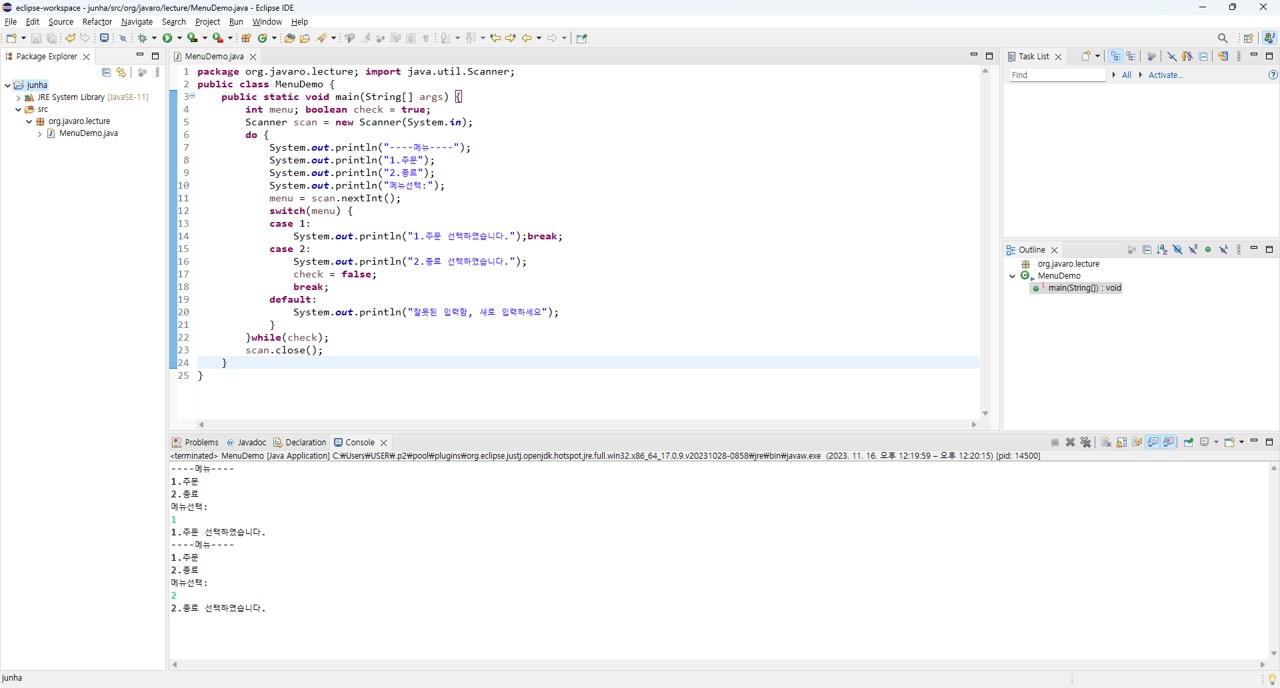 eclipse-workspace - junha/src/org/javaro/lecture/MenuDemo.java - Eclipse IDE
File Edit Source Refactor Navigate Search Project Run Window Help
Package Explorer
junha
JRE System Library [JavaSE-11]
src
org.javaro.lecture
MenuDemo.java
MenuDemo.java
1 package org.javaro.lecture; import java.util.Scanner;
2 public class MenuDemo {
3 public static void main(String[] args) {
4 int menu; boolean check = true;
5 Scanner scan = new Scanner(System.in);
6 do {
7 System.out.println("----메뉴----");
8 System.out.println("1.주문");
9 System.out.println("2.종료");
10 System.out.println("메뉴선택:");
11 menu = scan.nextInt();
12 switch(menu) {
13 case 1:
14 System.out.println("1.주문 선택하였습니다.");break;
15 case 2:
16 System.out.println("2.종료 선택하였습니다.");
17 check = false;
18 break;
19 default:
20 System.out.println("잘못된 입력함, 새로 입력하세요");
21 }
22 }while(check);
23 scan.close();
24 }
25 }
Task List
Find All Activate...
Outline
org.javaro.lecture
MenuDemo
main(String[]) : void
Problems Javadoc Declaration Console
<terminated> MenuDemo [Java Application] C:₩Users₩USER₩.p2₩pool₩plugins₩org.eclipse.justj.openjdk.hotspot.jre.full.win32.x86_64_17.0.9.v20231028-0858₩jre₩bin₩javaw.exe (2023. 11. 16. 오후 12:19:59 – 오후 12:20:15) [pid: 14500]
----메뉴----
1.주문
2.종료
메뉴선택:
1
1.주문 선택하였습니다.
----메뉴----
1.주문
2.종료
메뉴선택:
2
2.종료 선택하였습니다.
junha